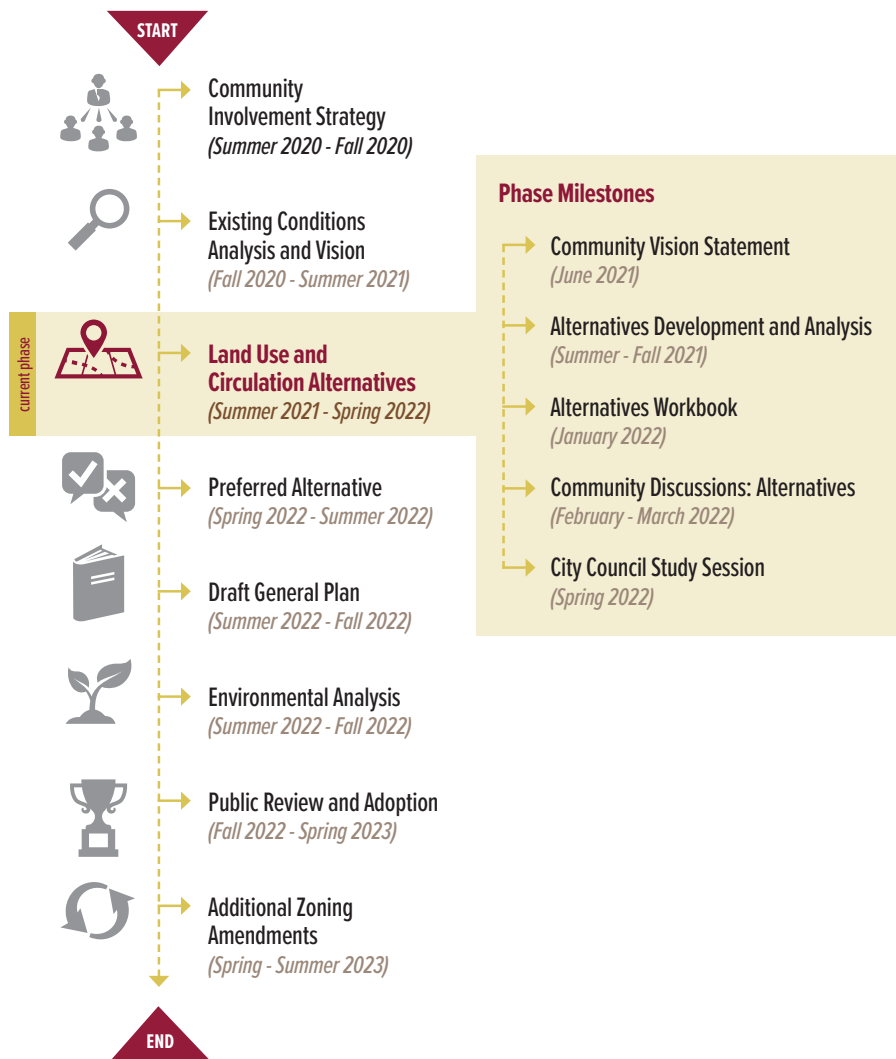 START
Community
Involvement Strategy
(Summer 2020 - Fall 2020)
Existing Conditions
Analysis and Vision
(Fall 2020 - Summer 2021)
current phase
Land Use and
Circulation Alternatives
(Summer 2021 - Spring 2022)
Preferred Alternative
(Spring 2022 - Summer 2022)
Draft General Plan
(Summer 2022 - Fall 2022)
Environmental Analysis
(Summer 2022 - Fall 2022)
Public Review and Adoption
(Fall 2022 - Spring 2023)
Additional Zoning
Amendments
(Spring - Summer 2023)
END
Phase Milestones
Community Vision Statement
(June 2021)
Alternatives Development and Analysis
(Summer - Fall 2021)
Alternatives Workbook
(January 2022)
Community Discussions: Alternatives
(February - March 2022)
City Council Study Session
(Spring 2022)